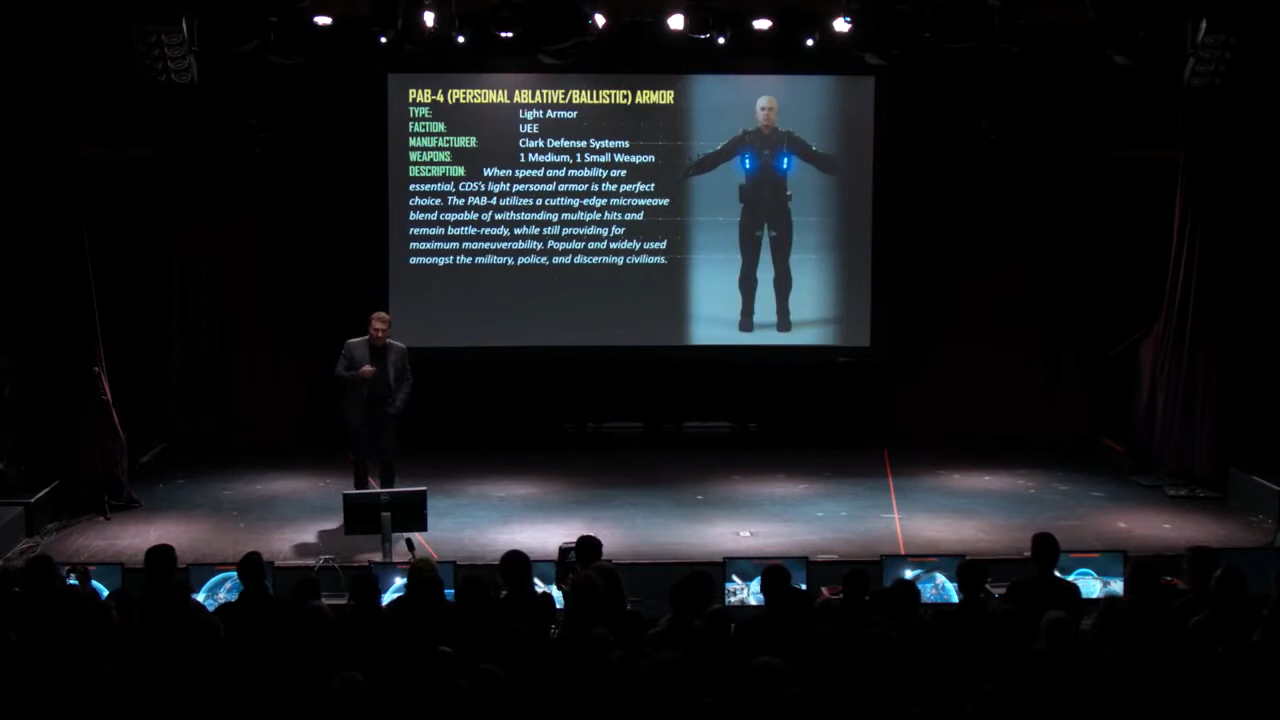 PAB-4 (PERSONAL ABLATIVE/BALLISTIC) ARMOR
TYPE: Light Armor
FACTION: UEE
MANUFACTURER: Clark Defense Systems
WEAPONS: 1 Medium, 1 Small Weapon
DESCRIPTION: When speed and mobility are
essential, CDS's light personal armor is the perfect
choice. The PAB-4 utilizes a cutting-edge microweave
blend capable of withstanding multiple hits and
remain battle-ready, while still providing for
maximum maneuverability. Popular and widely used
amongst the military, police, and discerning civilians.